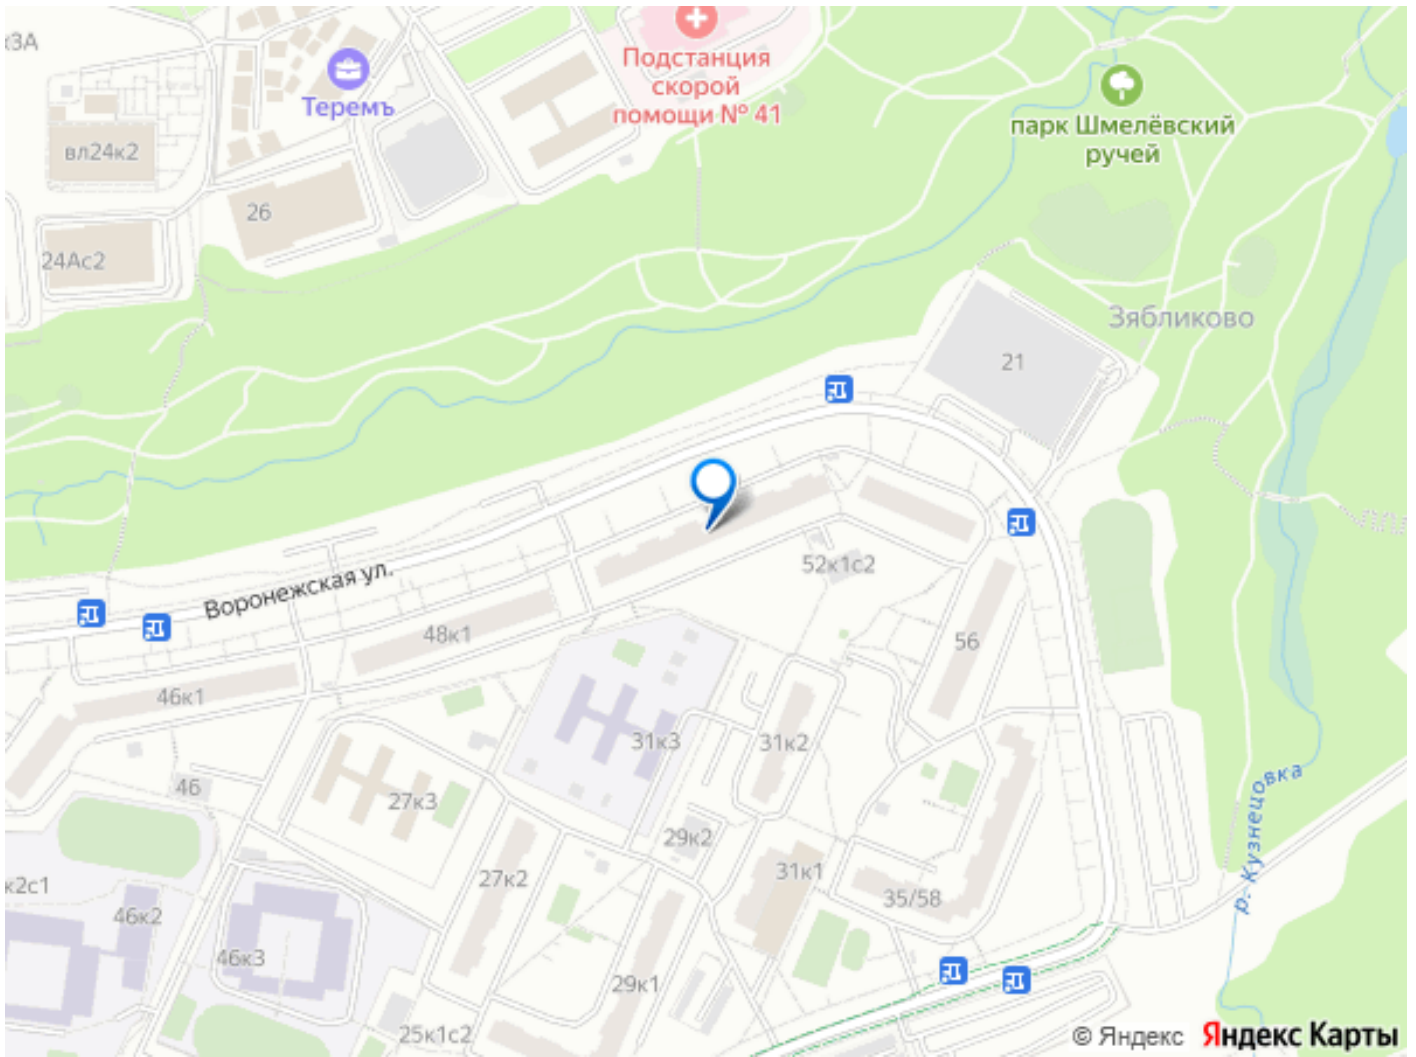 к3А
Подстанция
скорой
помощи № 41
Теремъ
парк Шмелёвский
ручей
вл24к2
26
24Ас2
Зябликово
21
52к1с2
Воронежская ул.
48к1
56
46к1
31к3
31к2
46
27к3
р. Кузнецовка
29к2
27к2
31к1
к2с1
35/58
46к2
46к3
29к1
25к1с2
© Яндекс Яндекс Карты